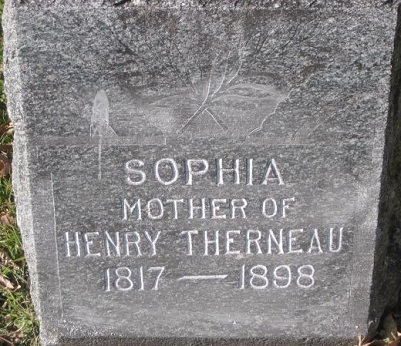 SOPHIA
MOTHER OF
HENRY THERNEAU
1817 — 1898